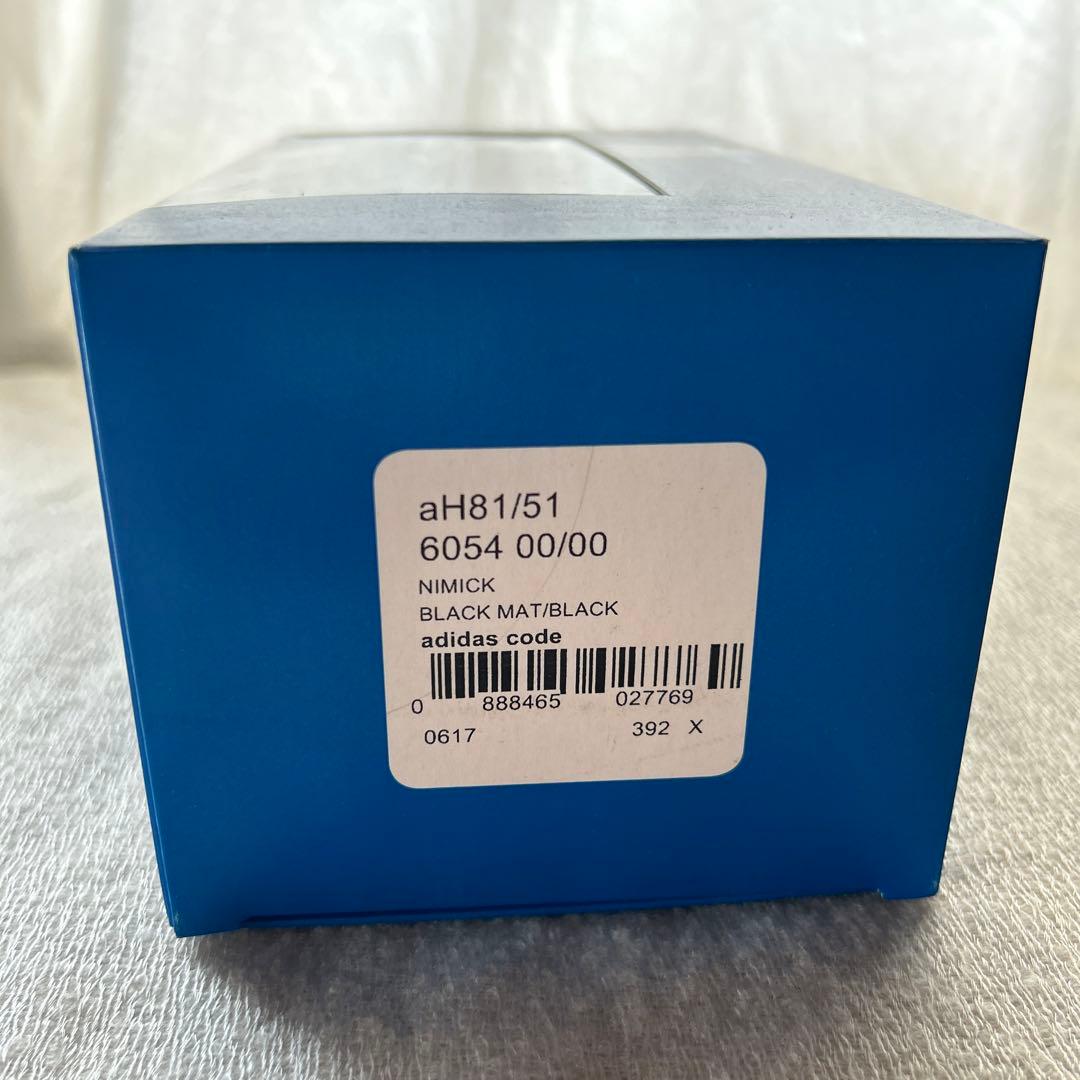 aH81/51
6054 00/00
NIMICK
BLACK MAT/BLACK
adidas code
0 888465 027769
0617 392 X